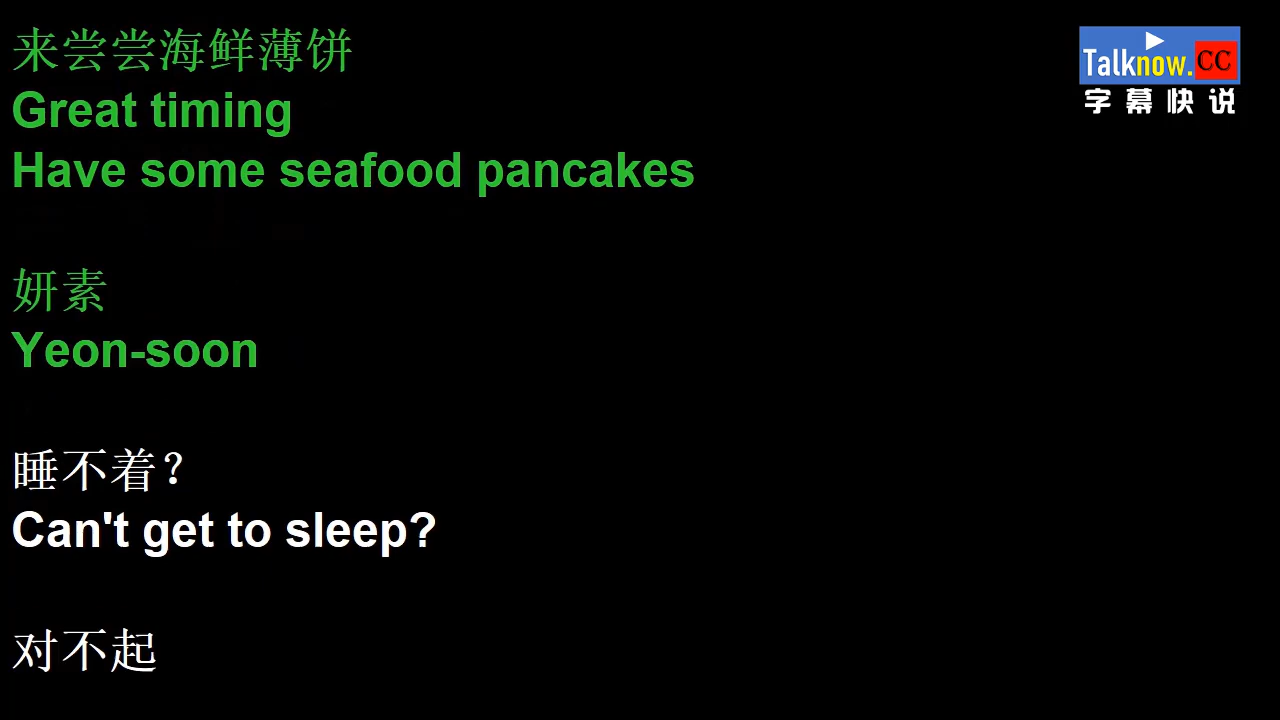 来尝尝海鲜薄饼
Great timing
Have some seafood pancakes
妍素
Yeon-soon
睡不着？
Can't get to sleep?
对不起
Talknow.CC
字幕快说